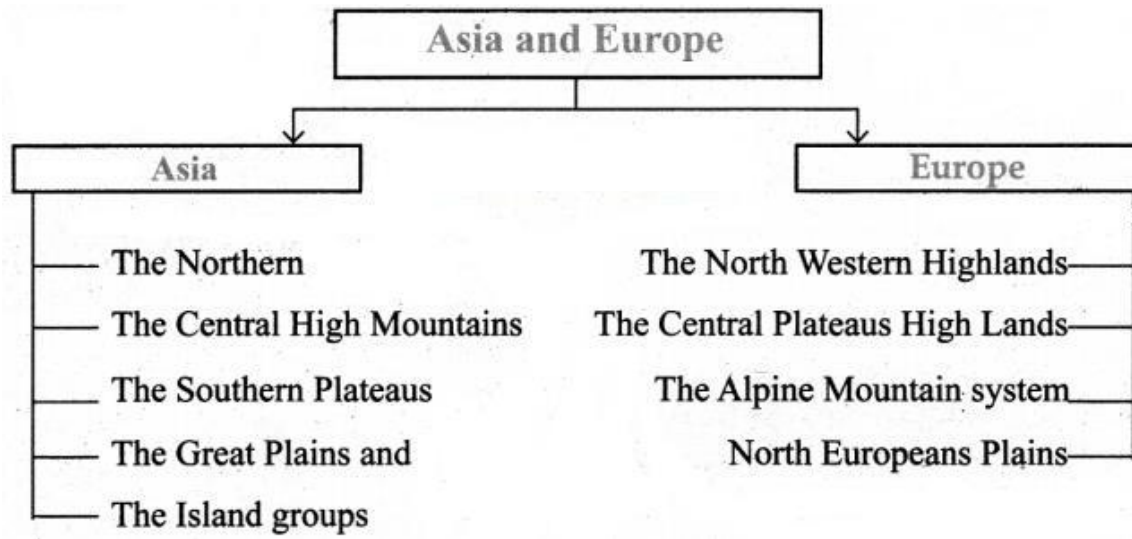 Asia and Europe
Asia
The Northern
The Central High Mountains
The Southern Plateaus
The Great Plains and
The Island groups
Europe
The North Western Highlands
The Central Plateaus High Lands
The Alpine Mountain system
North Europeans Plains